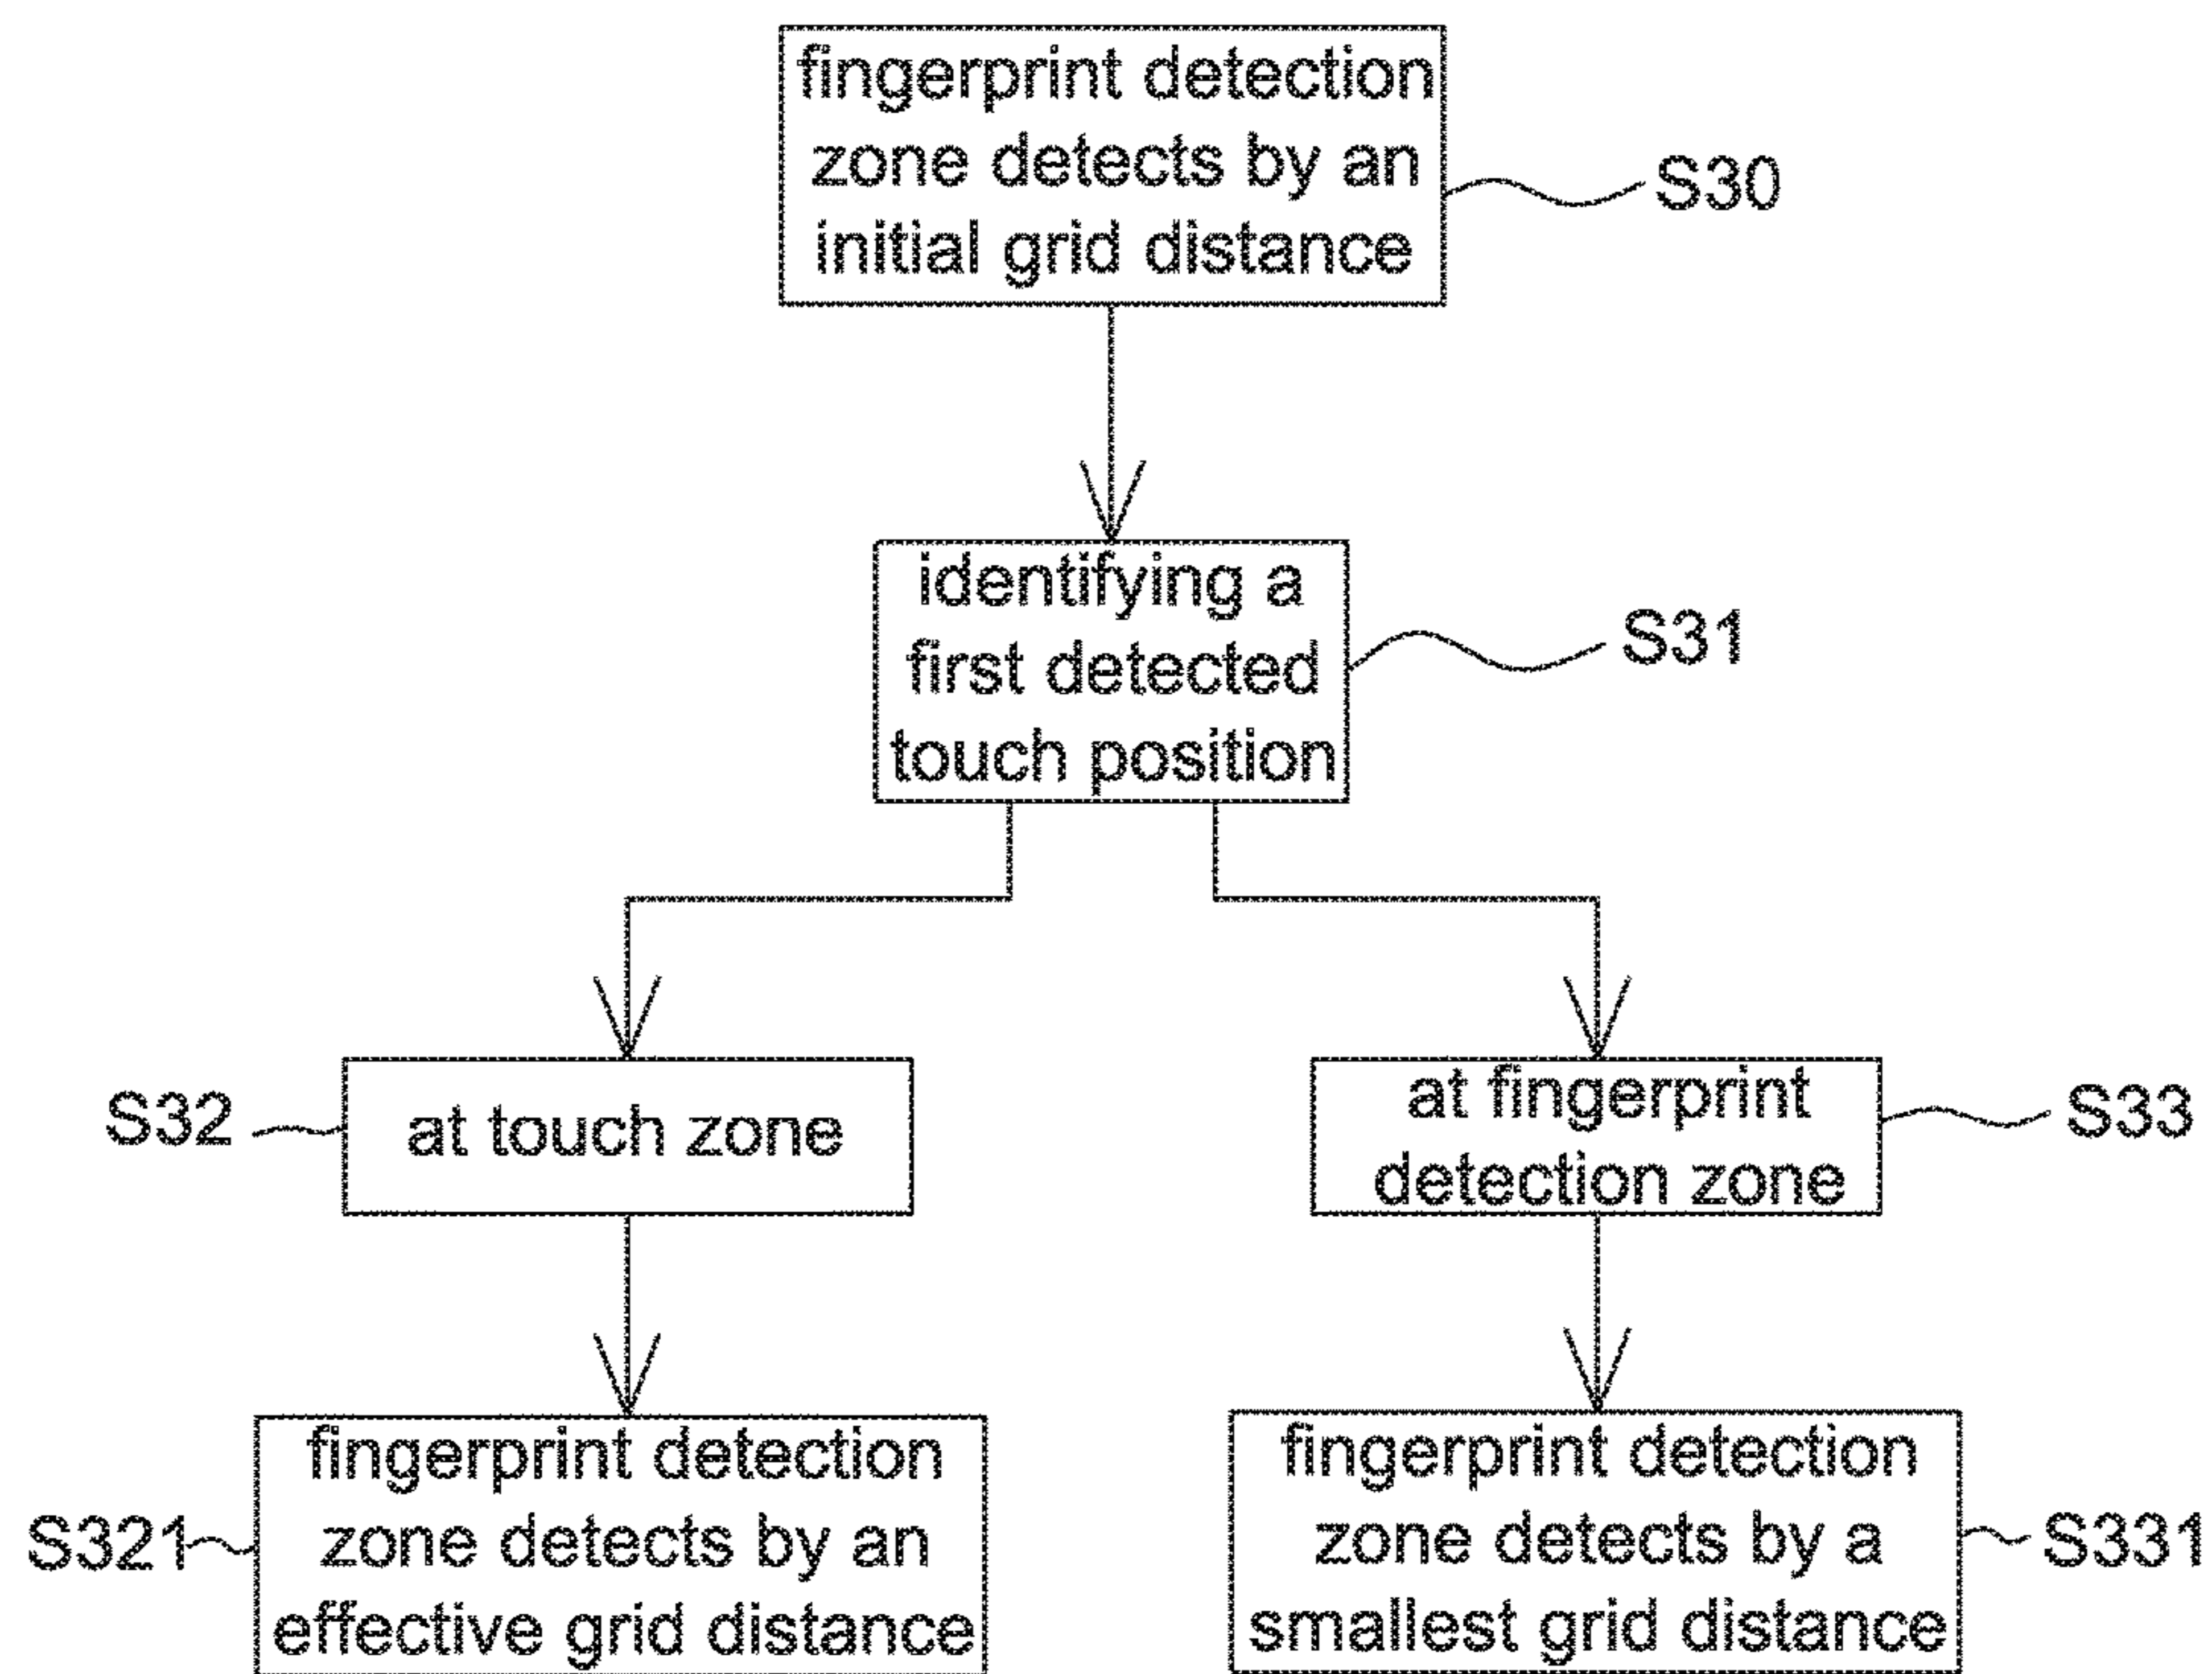 fingerprint detection
zone detects by an
initial grid distance
S30
identifying a
first detected
touch position
S31
S32
at touch zone
at fingerprint
detection zone
S33
S321
fingerprint detection
zone detects by an
effective grid distance
fingerprint detection
zone detects by a
smallest grid distance
S331